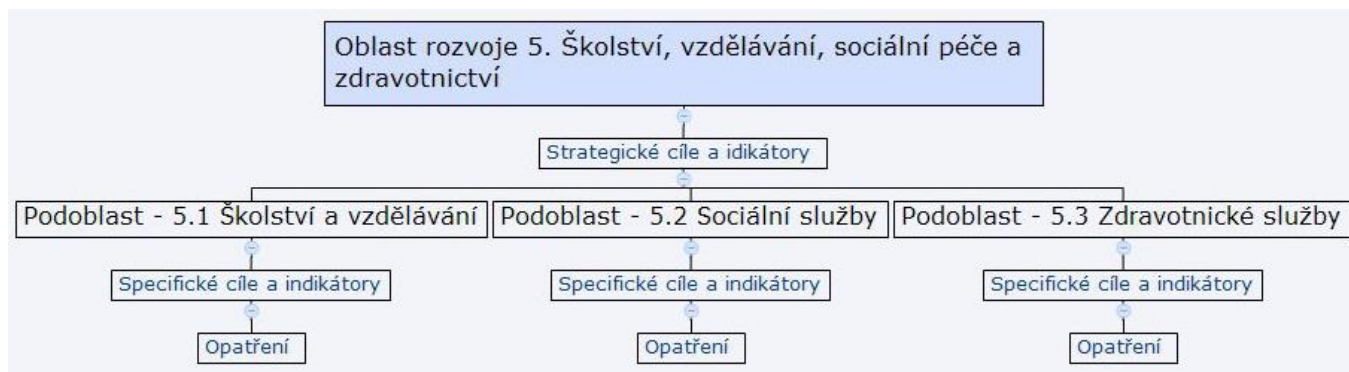 Oblast rozvoje 5. Školství, vzdělávání, sociální péče a
zdravotnictví
Strategické cíle a idikátory
Podoblast - 5.1 Školství a vzdělávání
Podoblast - 5.2 Sociální služby
Podoblast - 5.3 Zdravotnické služby
Specifické cíle a indikátory
Specifické cíle a indikátory
Specifické cíle a indikátory
Opatření
Opatření
Opatření